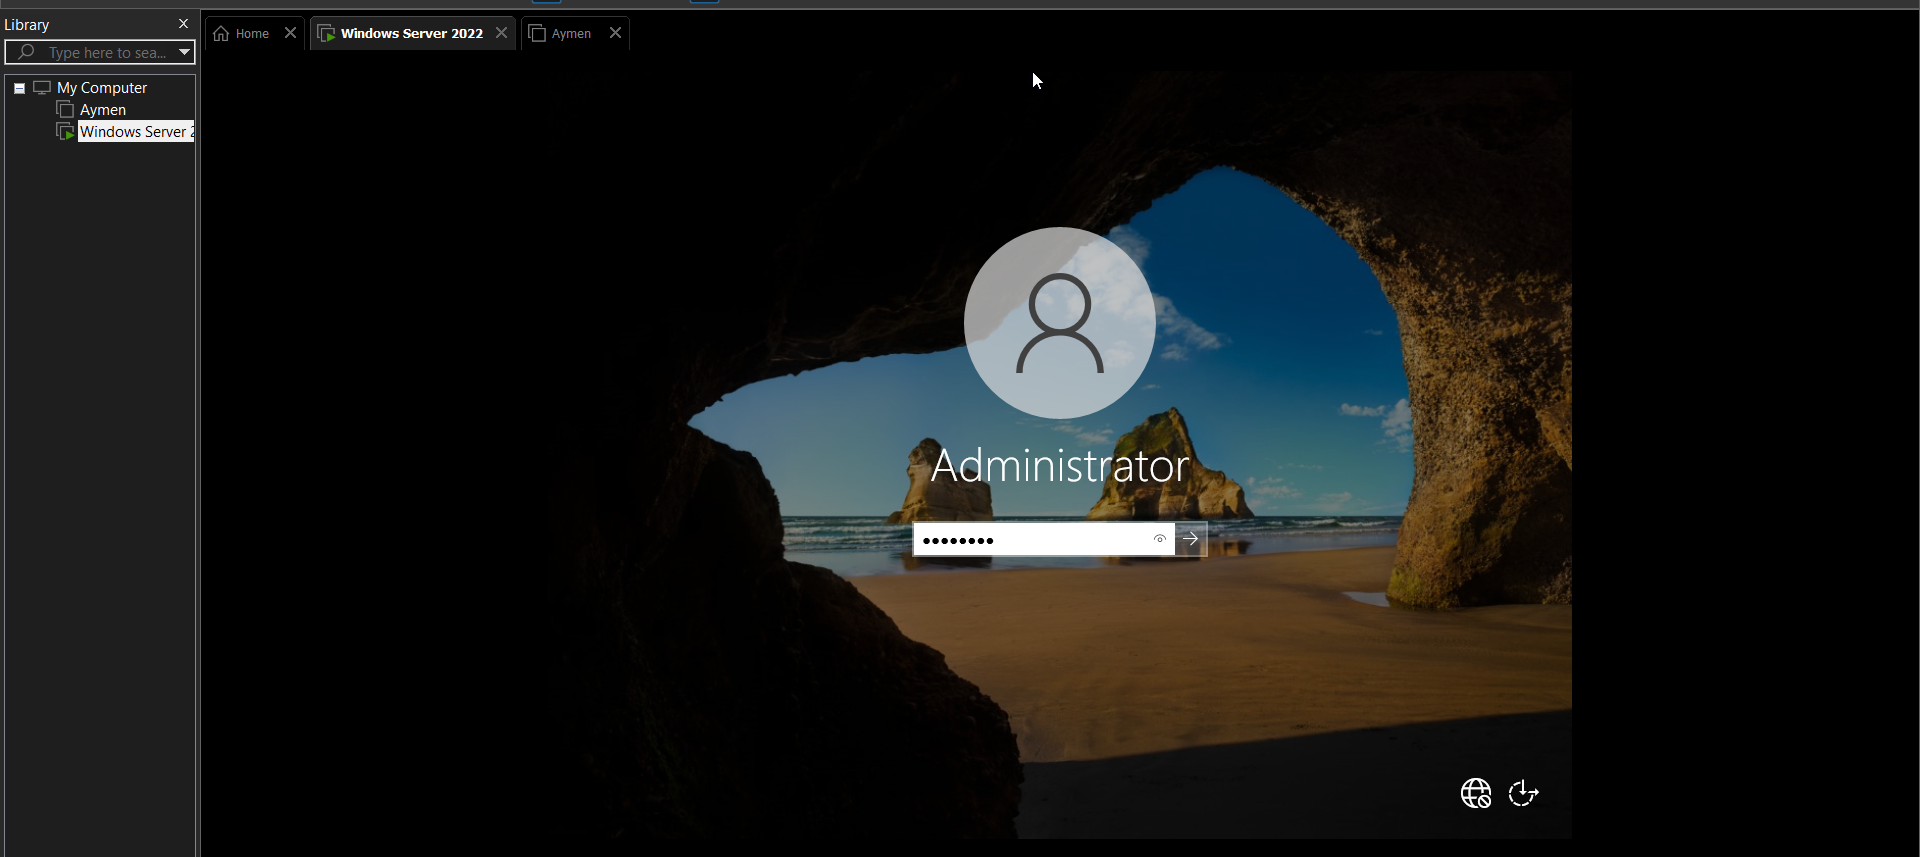 Library
Type here to sea...
My Computer
Aymen
Windows Server 2
Home
Windows Server 2022
Aymen
Administrator